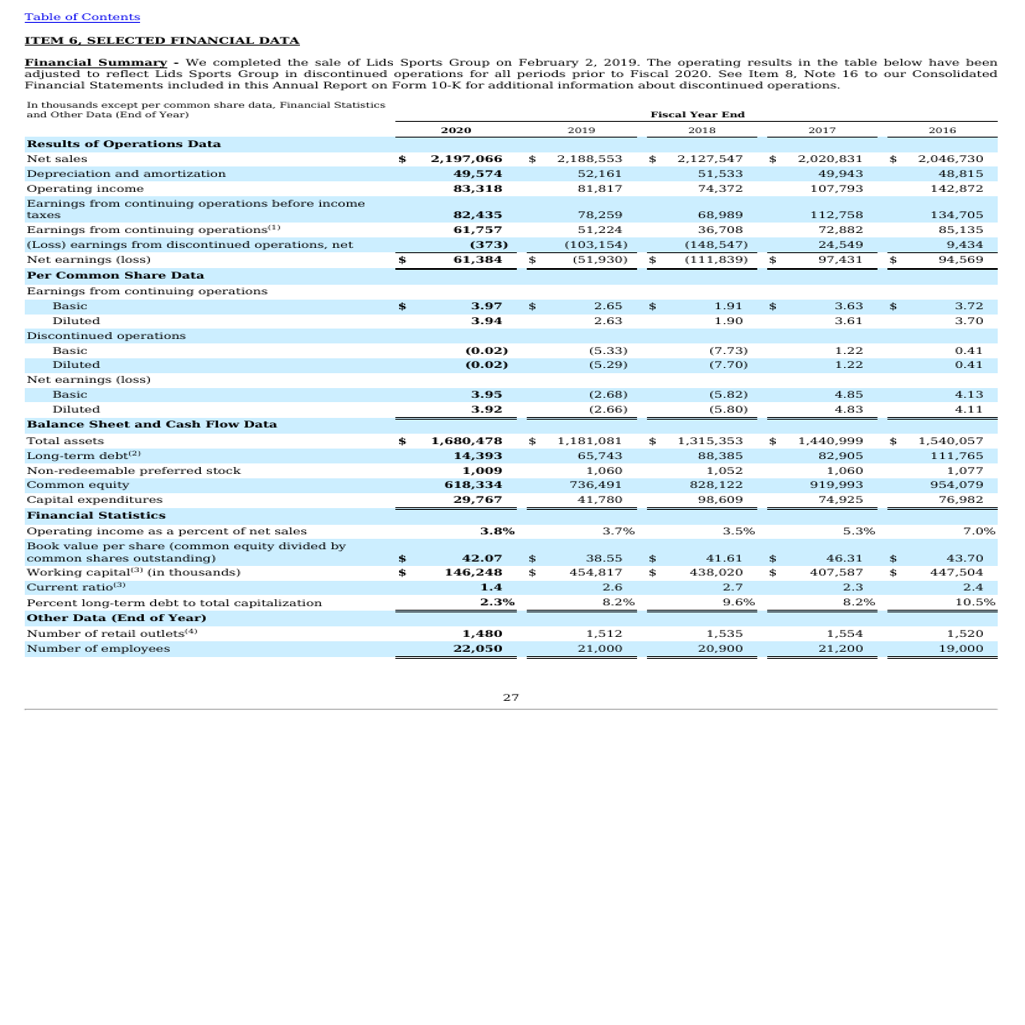 Table of Contents
ITEM 6, SELECTED FINANCIAL DATA
Financial Summary - We completed the sale of Lids Sports Group on February 2, 2019. The operating results in the table below have been
adjusted to reflect Lids Sports Group in discontinued operations for all periods prior to Fiscal 2020. See Item 8, Note 16 to our Consolidated
Financial Statements included in this Annual Report on Form 10-K for additional information about discontinued operations.
In thousands except per common share data, Financial Statistics
and Other Data (End of Year) Fiscal Year End
2020 2019 2018 2017 2016
Results of Operations Data
Net sales $ 2,197,066 $ 2,188,553 $ 2,127,547 $ 2,020,831 $ 2,046,730
Depreciation and amortization 49,574 52,161 51,533 49,943 48,815
Operating income 83,318 81,817 74,372 107,793 142,872
Earnings from continuing operations before income
taxes 82,435 78,259 68,989 112,758 134,705
Earnings from continuing operations(1) 61,757 51,224 36,708 72,882 85,135
(Loss) earnings from discontinued operations, net (373) (103,154) (148,547) 24,549 9,434
Net earnings (loss) $ 61,384 $ (51,930) $ (111,839) $ 97,431 $ 94,569
Per Common Share Data
Earnings from continuing operations
Basic $ 3.97 $ 2.65 $ 1.91 $ 3.63 $ 3.72
Diluted 3.94 2.63 1.90 3.61 3.70
Discontinued operations
Basic (0.02) (5.33) (7.73) 1.22 0.41
Diluted (0.02) (5.29) (7.70) 1.22 0.41
Net earnings (loss)
Basic 3.95 (2.68) (5.82) 4.85 4.13
Diluted 3.92 (2.66) (5.80) 4.83 4.11
Balance Sheet and Cash Flow Data
Total assets $ 1,680,478 $ 1,181,081 $ 1,315,353 $ 1,440,999 $ 1,540,057
Long-term debt(2) 14,393 65,743 88,385 82,905 111,765
Non-redeemable preferred stock 1,009 1,060 1,052 1,060 1,077
Common equity 618,334 736,491 828,122 919,993 954,079
Capital expenditures 29,767 41,780 98,609 74,925 76,982
Financial Statistics
Operating income as a percent of net sales 3.8% 3.7% 3.5% 5.3% 7.0%
Book value per share (common equity divided by
common shares outstanding) $ 42.07 $ 38.55 $ 41.61 $ 46.31 $ 43.70
Working capital(3) (in thousands) $ 146,248 $ 454,817 $ 438,020 $ 407,587 $ 447,504
Current ratio(3) 1.4 2.6 2.7 2.3 2.4
Percent long-term debt to total capitalization 2.3% 8.2% 9.6% 8.2% 10.5%
Other Data (End of Year)
Number of retail outlets(4) 1,480 1,512 1,535 1,554 1,520
Number of employees 22,050 21,000 20,900 21,200 19,000
27